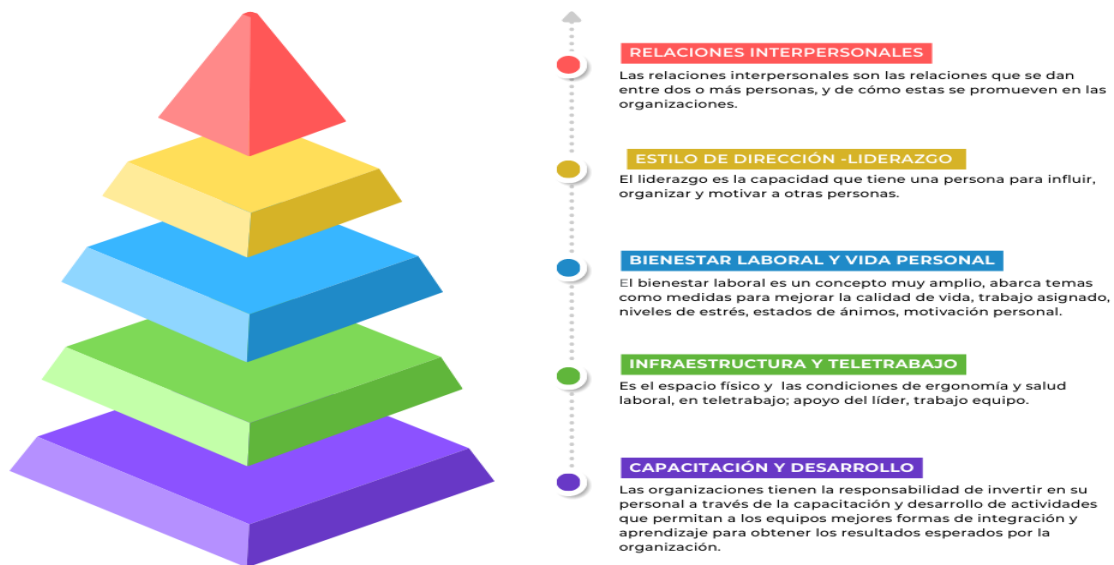 RELACIONES INTERPERSONALES
Las relaciones interpersonales son las relaciones que se dan
entre dos o más personas, y de cómo estas se promueven en las
organizaciones.
ESTILO DE DIRECCIÓN -LIDERAZGO
El liderazgo es la capacidad que tiene una persona para influir,
organizar y motivar a otras personas.
BIENESTAR LABORAL Y VIDA PERSONAL
El bienestar laboral es un concepto muy amplio, abarca temas
como medidas para mejorar la calidad de vida, trabajo asignado,
niveles de estrés, estados de ánimos, motivación personal.
INFRAESTRUCTURA Y TELETRABAJO
Es el espacio físico y las condiciones de ergonomía y salud
laboral, en teletrabajo; apoyo del líder, trabajo equipo.
CAPACITACIÓN Y DESARROLLO
Las organizaciones tienen la responsabilidad de invertir en su
personal a través de la capacitación y desarrollo de actividades
que permitan a los equipos mejores formas de integración y
aprendizaje para obtener los resultados esperados por la
organización.